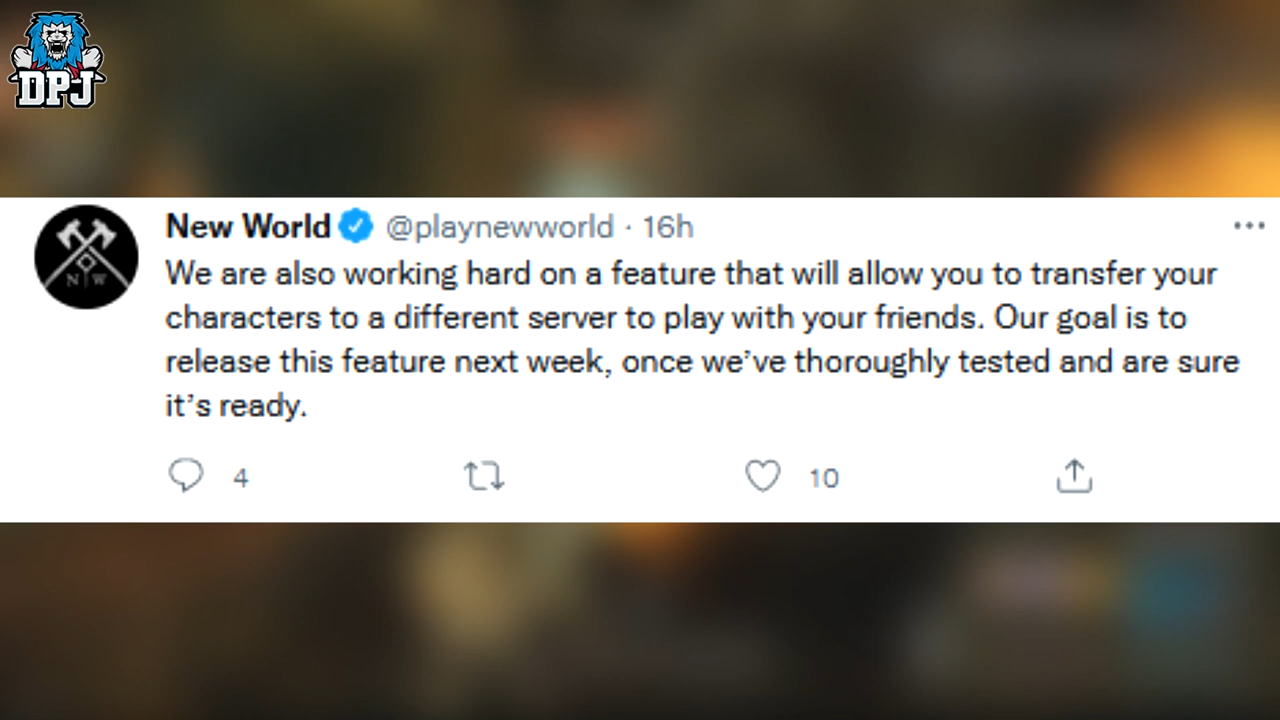 DPJ
New World @playnewworld · 16h
N W
We are also working hard on a feature that will allow you to transfer your
characters to a different server to play with your friends. Our goal is to
release this feature next week, once we’ve thoroughly tested and are sure
it’s ready.
4 10